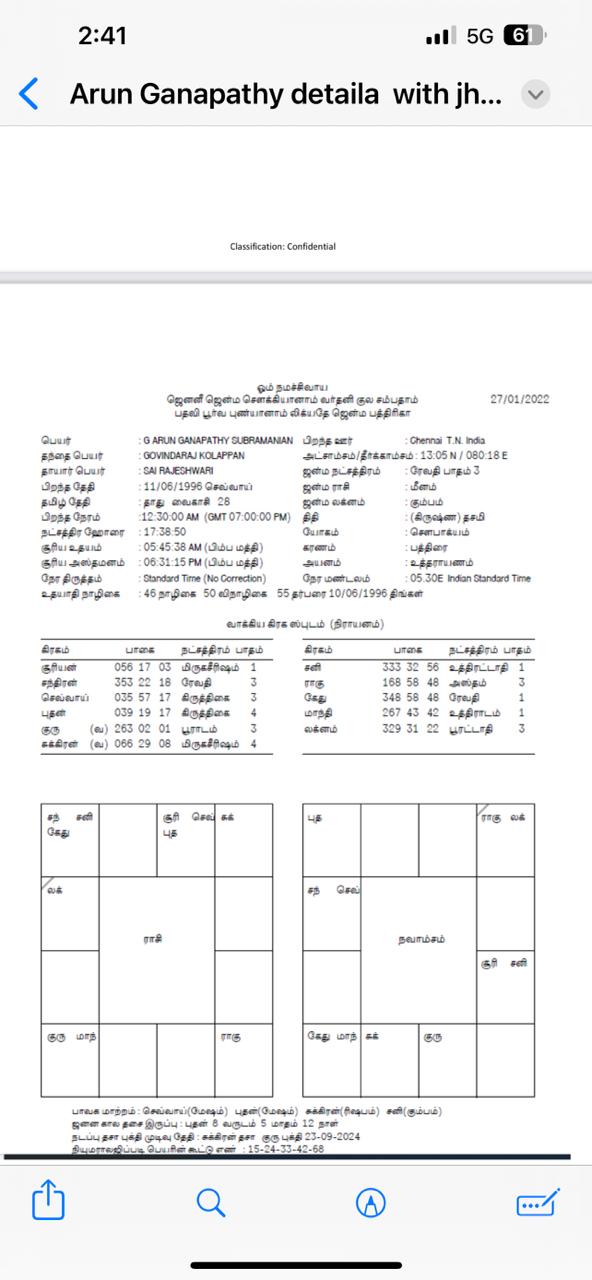 2:41 5G 61
Arun Ganapathy detaila with jh...
Classification: Confidential
ஓம் நமச்சிவாய
ஜெனனீ ஜென்ம சௌக்கியானாம் வர்தனி குல சம்பதாம்
பதவி பூர்வ புண்யானாம் லிக்யதே ஜென்ம பத்திரிகா
27/01/2022
பெயர் : G ARUN GANAPATHY SUBRAMANIAN பிறந்த ஊர் : Chennai T.N. India
தந்தை பெயர் : GOVINDARAJ KOLAPPAN அட்சாம்சம்/தீர்க்காம்சம் : 13:05 N / 080:18 E
தாயார் பெயர் : SAI RAJESHWARI ஜன்ம நட்சத்திரம் : ரேவதி பாதம் 3
பிறந்த தேதி : 11/06/1996 செவ்வாய் ஜன்ம ராசி : மீனம்
தமிழ் தேதி : தாது வைகாசி 28 ஜன்ம லக்னம் : கும்பம்
பிறந்த நேரம் :12:30:00 AM (GMT 07:00:00 PM) திதி : (கிருஷ்ண) தசமி
நட்சத்திர ஹோரை : 17:38:50 யோகம் : சௌபாக்யம்
சூரிய உதயம் : 05:45:38 AM (பிம்ப மத்தி) கரணம் : பத்திரை
சூரிய அஸ்தமனம் : 06:31:15 PM (பிம்ப மத்தி) அயனம் : உத்தராயணம்
நேர திருத்தம் : Standard Time (No Correction) நேர மண்டலம் : 05.30E Indian Standard Time
உதயாதி நாழிகை : 46 நாழிகை 50 விநாழிகை 55 தர்பரை 10/06/1996 திங்கள்
வாக்கிய கிரக ஸ்புடம் (நிராயனம்)
கிரகம் பாகை நட்சத்திரம் பாதம் கிரகம் பாகை நட்சத்திரம் பாதம்
சூரியன் 056 17 03 மிருகசீரிஷம் 1 சனி 333 32 56 உத்திரட்டாதி 1
சந்திரன் 353 22 18 ரேவதி 3 ராகு 168 58 48 அஸ்தம் 3
செவ்வாய் 035 57 17 கிருத்திகை 3 கேது 348 58 48 ரேவதி 1
புதன் 039 19 17 கிருத்திகை 4 மாந்தி 267 43 42 உத்திராடம் 1
குரு (வ) 263 02 01 பூராடம் 3 லக்னம் 329 31 22 பூரட்டாதி 3
சுக்கிரன் (வ) 066 29 08 மிருகசீரிஷம் 4
சந் சனி சூரி செவ் சுக் புத ராகு லக்
கேது புத
லக் சந் செவ்
ராசி நவாம்சம்
சூரி சனி
குரு மாந் ராகு கேது மாந் சுக் குரு
பாவக மாற்றம் : செவ்வாய்(மேஷம்) புதன்(மேஷம்) சுக்கிரன்(ரிஷபம்) சனி(கும்பம்)
ஜனன கால தசை இருப்பு : புதன் 8 வருடம் 5 மாதம் 12 நாள்
நடப்பு தசா புக்தி முடிவு தேதி : சுக்கிரன் தசா குரு புக்தி 23-09-2024
நியுமராலஜிப்படி பெயரின் கூட்டு எண் : 15-24-33-42-68